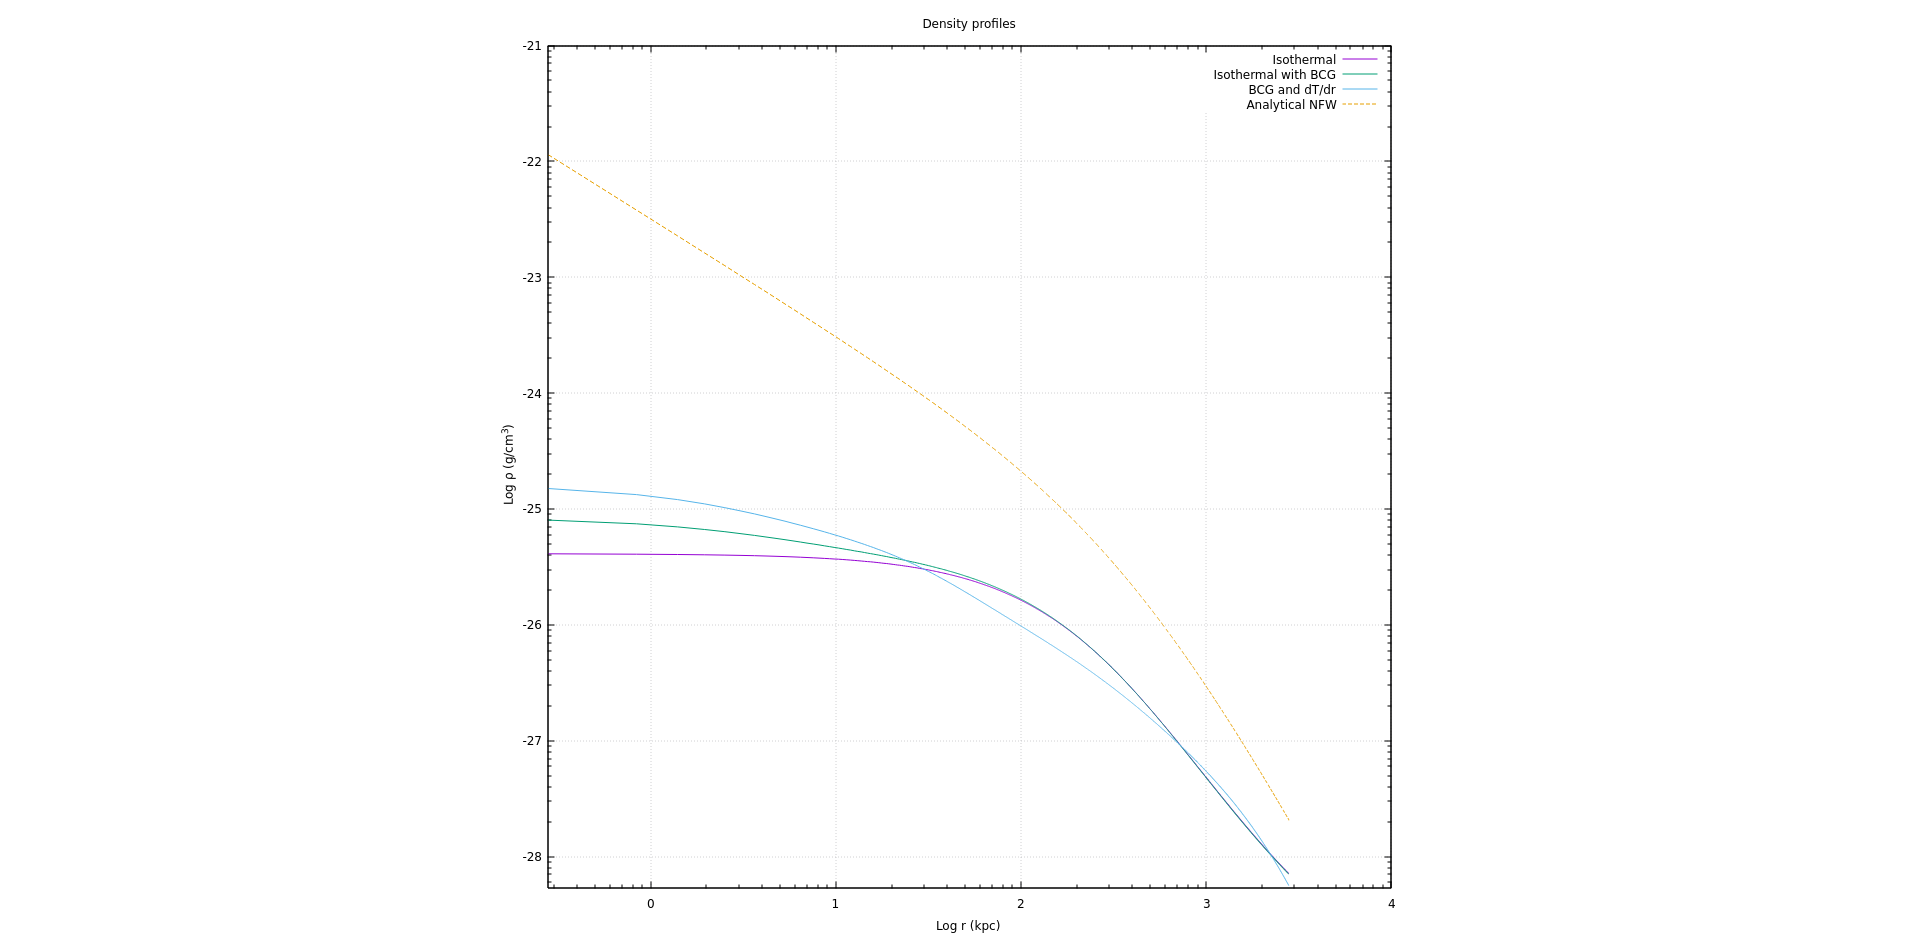 Density profiles
Isothermal
Isothermal with BCG
BCG and dT/dr
Analytical NFW
-21
-22
-23
-24
-25
-26
-27
-28
Log ρ (g/cm³)
0 1 2 3 4
Log r (kpc)